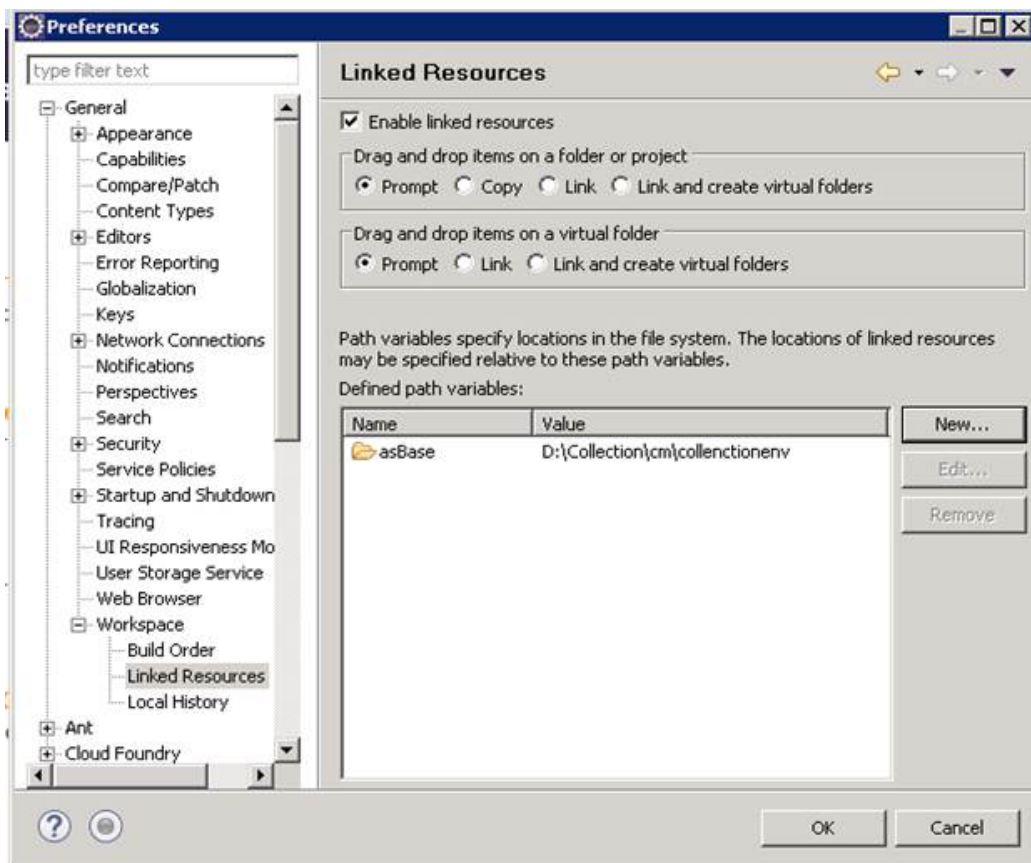 Preferences
type filter text
General
Appearance
Capabilities
Compare/Patch
Content Types
Editors
Error Reporting
Globalization
Keys
Network Connections
Notifications
Perspectives
Search
Security
Service Policies
Startup and Shutdown
Tracing
UI Responsiveness Mo
User Storage Service
Web Browser
Workspace
Build Order
Linked Resources
Local History
Ant
Cloud Foundry
Linked Resources
Enable linked resources
Drag and drop items on a folder or project
Prompt Copy Link Link and create virtual folders
Drag and drop items on a virtual folder
Prompt Link Link and create virtual folders
Path variables specify locations in the file system. The locations of linked resources
may be specified relative to these path variables.
Defined path variables:
Name Value
asBase D:\Collection\cm\collenctionenv
New...
Edit...
Remove
OK Cancel